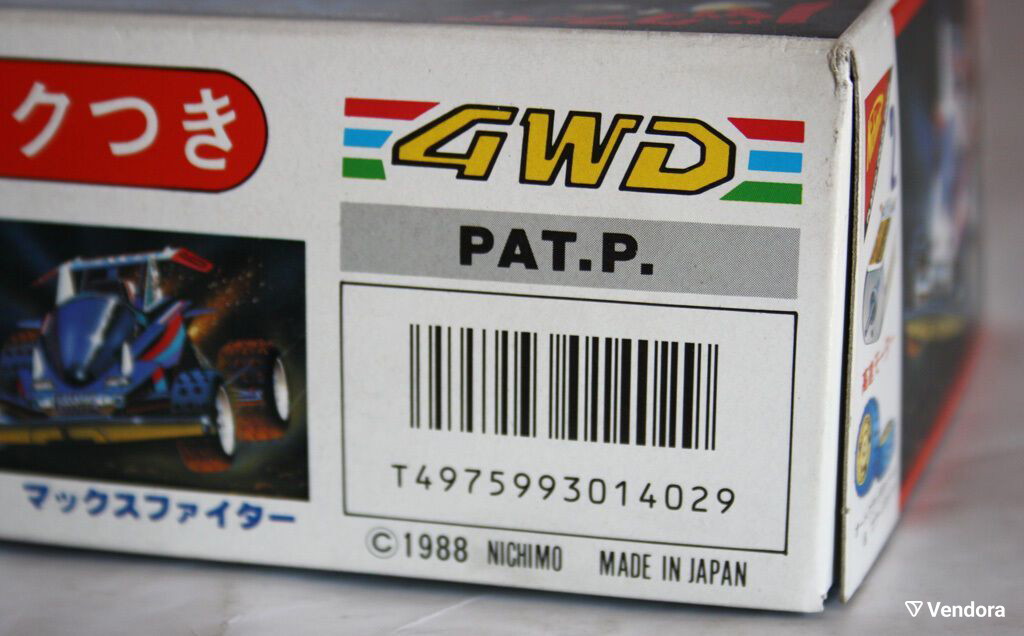 クつき
4WD
PAT.P.
T4975993014029
マックスファイター
©1988 NICHIMO MADE IN JAPAN
Vendora